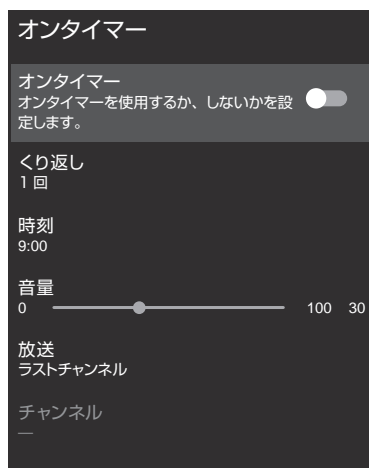 オンタイマー
オンタイマー
オンタイマーを使用するか、しないかを設
定します。
くり返し
1 回
時刻
9:00
音量
0 100 30
放送
ラストチャンネル
チャンネル
—